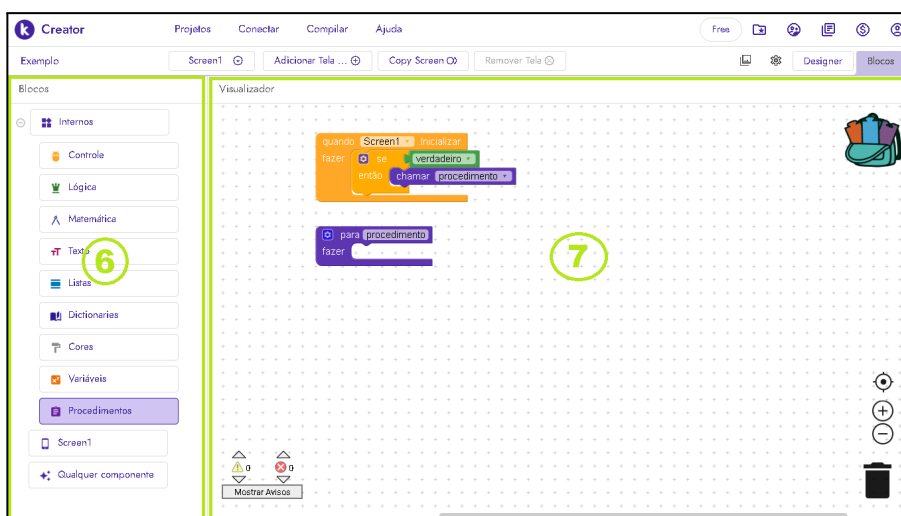 Creator Projetos Conectar Compilar Ajuda Free
Exemplo Screen1 Adicionar Tela ... Copy Screen Remover Tela Designer Blocos
Blocos
Visualizador
Internos
Controle
Lógica
Matemática
Texto
Listas
Dictionaries
Cores
Variáveis
Procedimentos
Screen1
Qualquer componente
6
quando Screen1 Inicializar
fazer se verdadeiro
então chamar procedimento
para procedimento
fazer
7
0 0
Mostrar Avisos